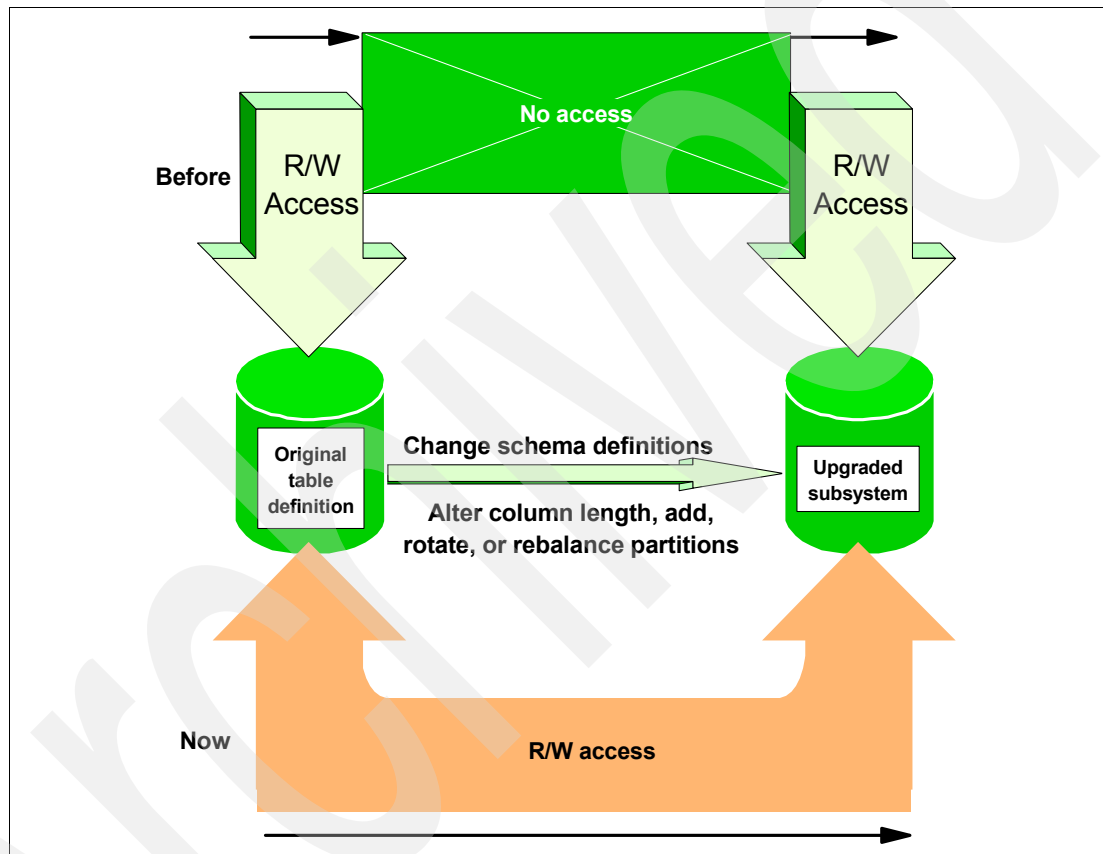 No access
Before
R/W
Access
R/W
Access
Original
table
definition
Change schema definitions
Alter column length, add,
rotate, or rebalance partitions
Upgraded
subsystem
Now
R/W access